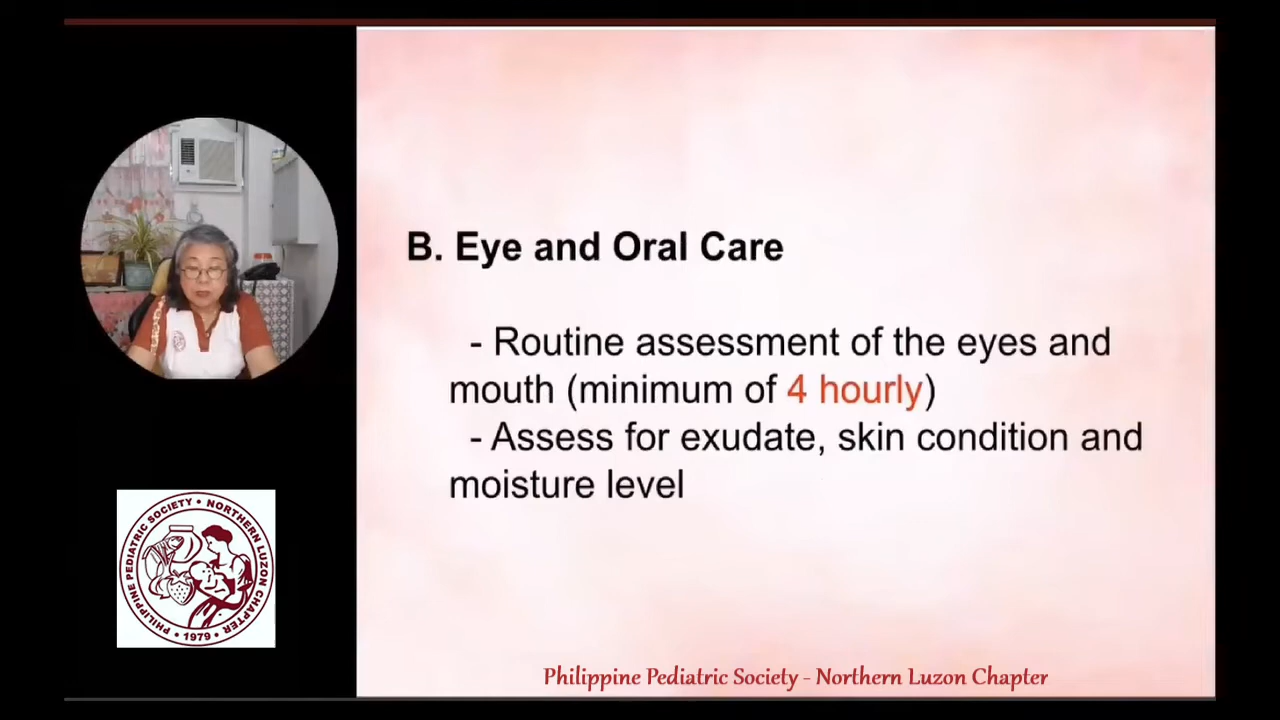 B. Eye and Oral Care
- Routine assessment of the eyes and
mouth (minimum of 4 hourly)
- Assess for exudate, skin condition and
moisture level
PHILIPPINE PEDIATRIC SOCIETY • NORTHERN LUZON CHAPTER
• 1979 •
Philippine Pediatric Society - Northern Luzon Chapter